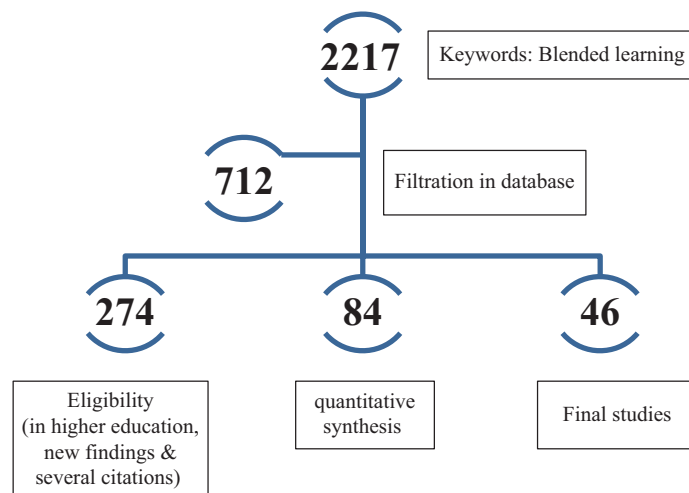 2217
Keywords: Blended learning
712
Filtration in database
274
84
46
Eligibility
(in higher education,
new findings &
several citations)
quantitative
synthesis
Final studies